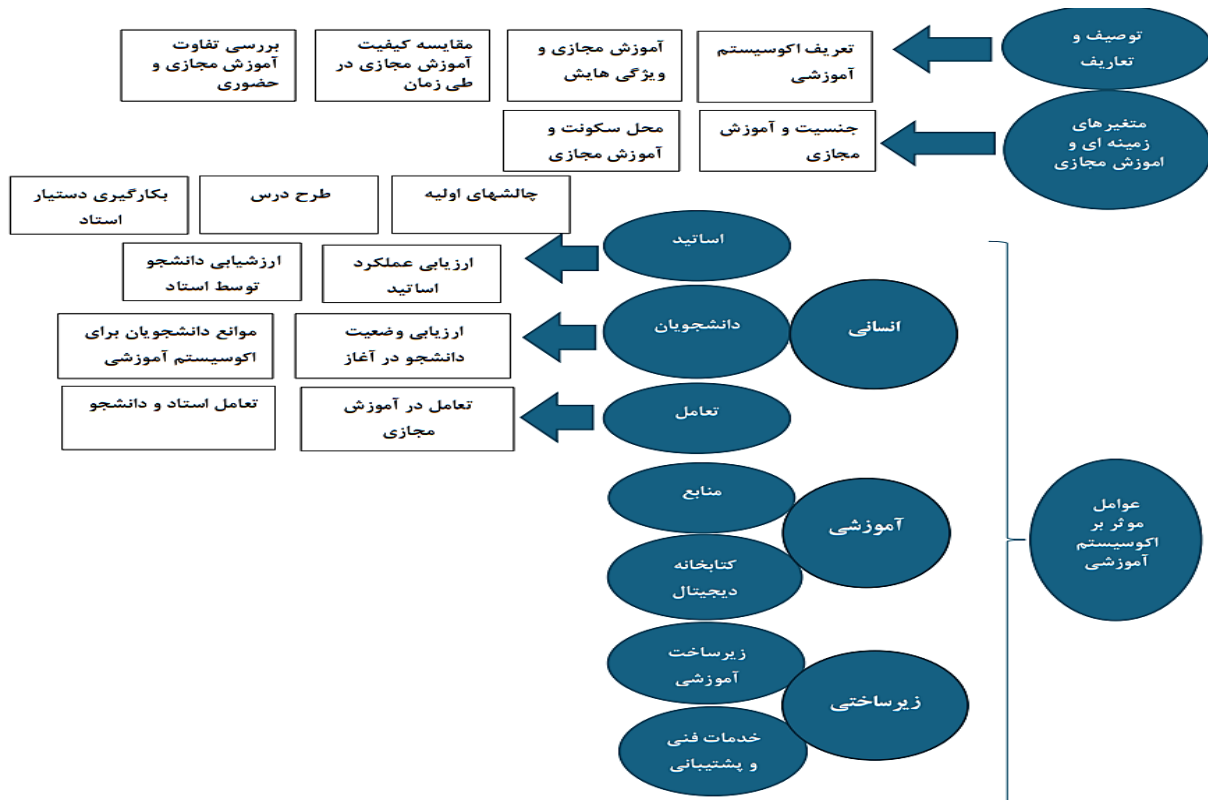 توصیف و
تعاریف
تعریف اکوسیستم
آموزشی
آموزش مجازی و
ویژگی هایش
مقایسه کیفیت
آموزش مجازی در
طی زمان
بررسی تفاوت
آموزش مجازی و
حضوری
متغیرهای
زمینه ای و
اموزش مجازی
جنسیت و آموزش
مجازی
محل سکونت و
آموزش مجازی
عوامل
موثر بر
اکوسیستم
آموزشی
انسانی
اساتید
چالشهای اولیه
طرح درس
بکارگیری دستیار
استاد
ارزیابی عملکرد
اساتید
ارزشیابی دانشجو
توسط استاد
دانشجویان
ارزیابی وضعیت
دانشجو در آغاز
موانع دانشجویان برای
اکوسیستم آموزشی
تعامل
تعامل در آموزش
مجازی
تعامل استاد و دانشجو
آموزشی
منابع
کتابخانه
دیجیتال
زیرساختی
زیرساخت
آموزشی
خدمات فنی
و پشتیبانی